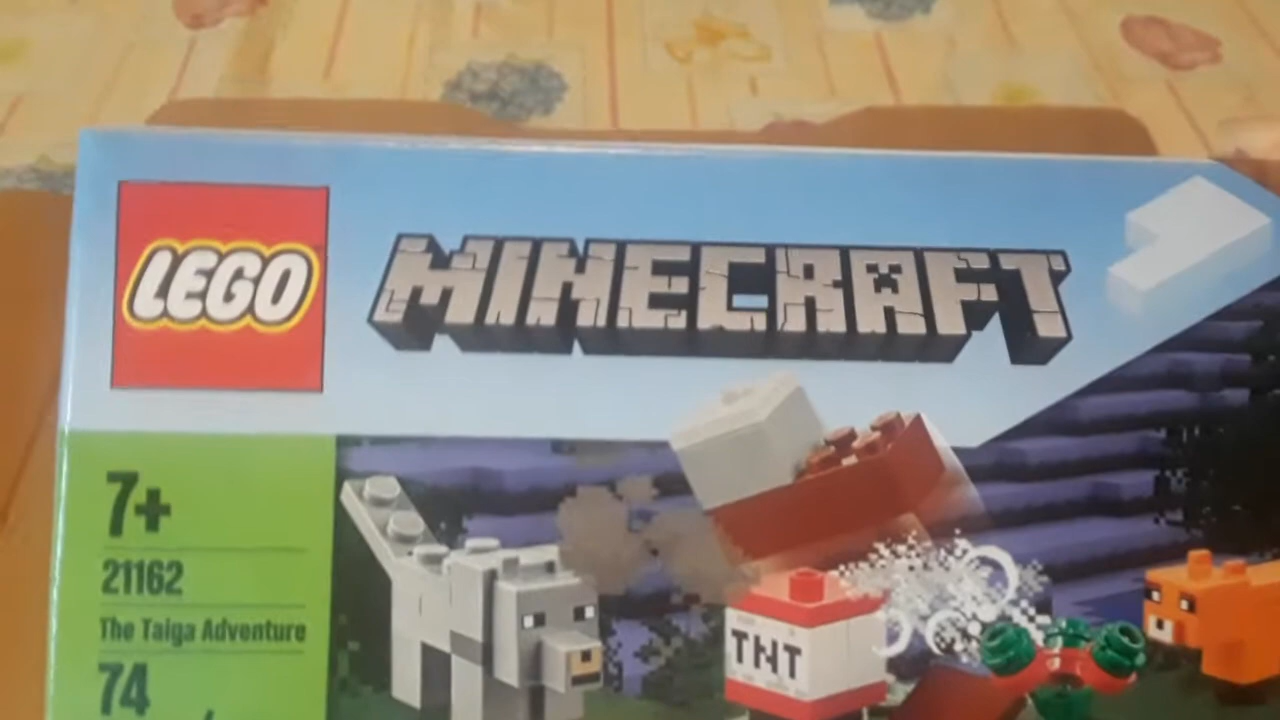 LEGO
MINECRAFT
7+
21162
The Taiga Adventure
74
TNT